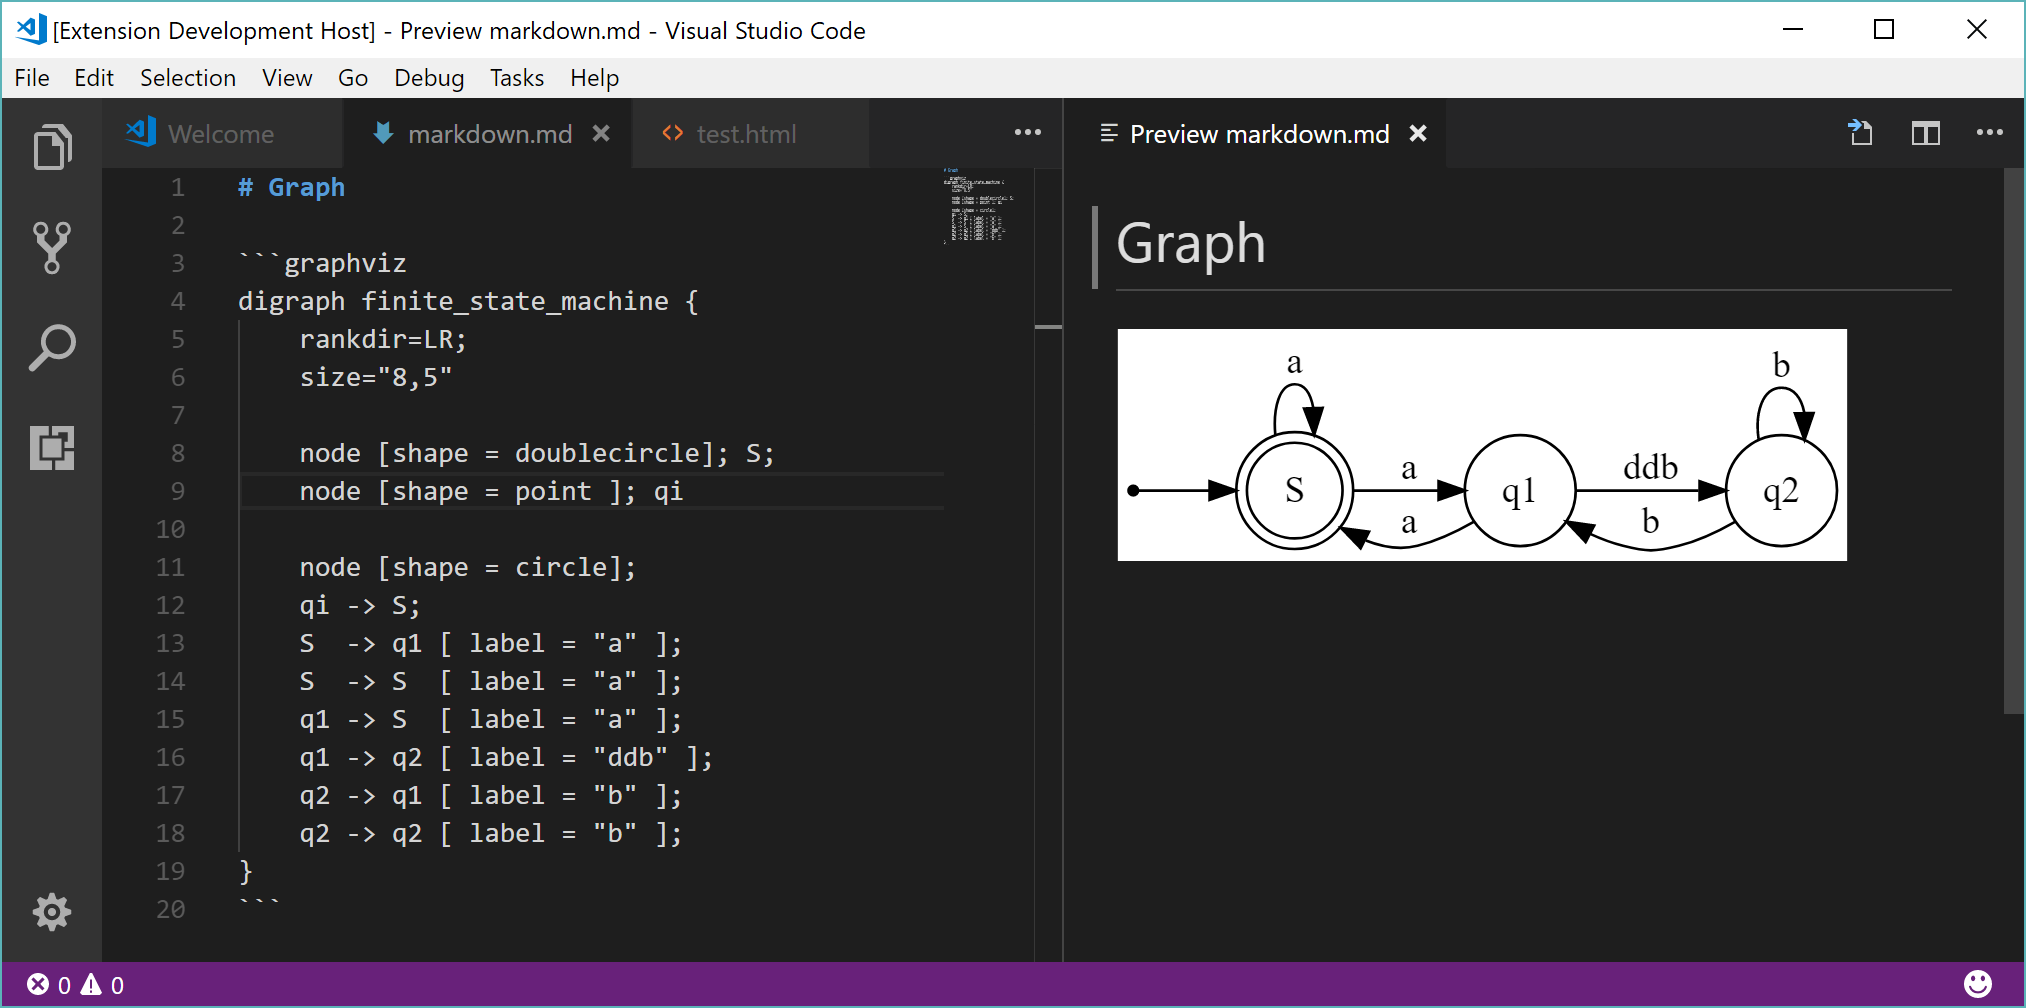 [Extension Development Host] - Preview markdown.md - Visual Studio Code
File Edit Selection View Go Debug Tasks Help
Welcome markdown.md test.html
1 # Graph
2
3 ```graphviz
4 digraph finite_state_machine {
5 rankdir=LR;
6 size="8,5"
7
8 node [shape = doublecircle]; S;
9 node [shape = point ]; qi
10
11 node [shape = circle];
12 qi -> S;
13 S  -> q1 [ label = "a" ];
14 S  -> S  [ label = "a" ];
15 q1 -> S  [ label = "a" ];
16 q1 -> q2 [ label = "ddb" ];
17 q2 -> q1 [ label = "b" ];
18 q2 -> q2 [ label = "b" ];
19 }
20 ```
Preview markdown.md
Graph
a
b
S
a
q1
ddb
q2
a
b
0 0